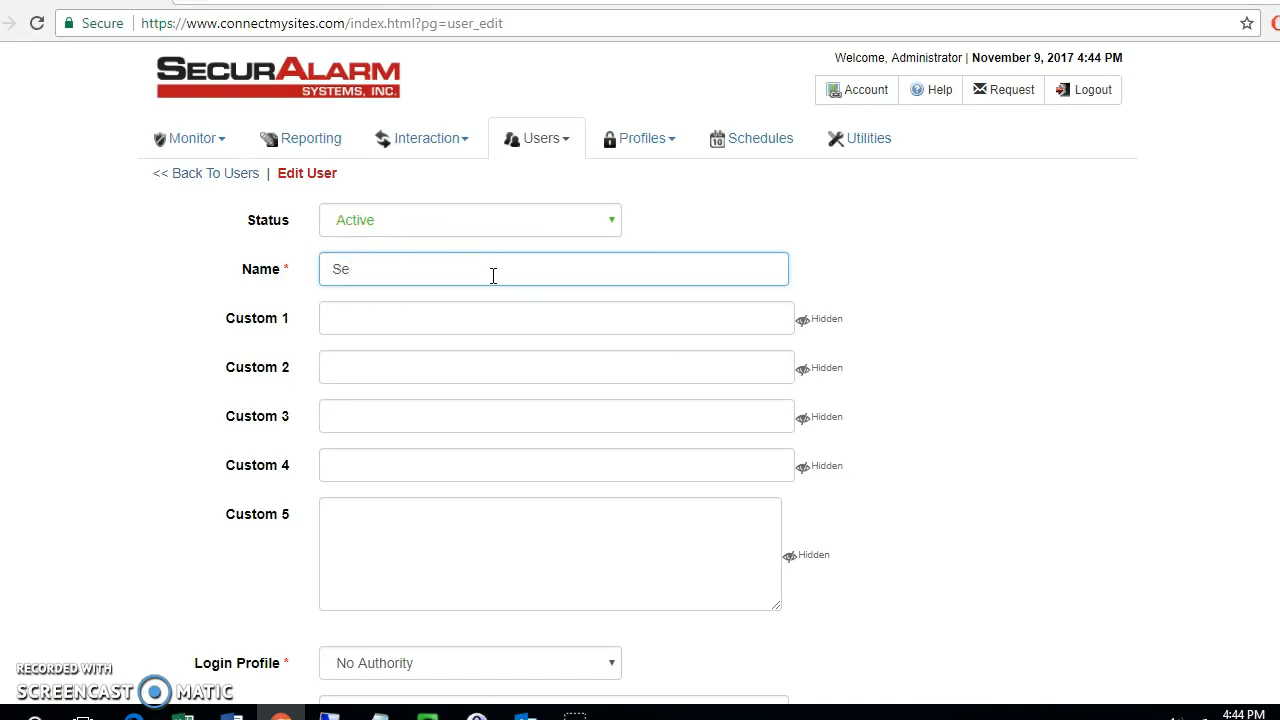 Secure | https://www.connectmysites.com/index.html?pg=user_edit
SECURALARM
SYSTEMS, INC.
Welcome, Administrator | November 9, 2017 4:44 PM
Account Help Request Logout
Monitor Reporting Interaction Users Profiles 10 Schedules Utilities
<< Back To Users | Edit User
Status Active
Name * Se
Custom 1 Hidden
Custom 2 Hidden
Custom 3 Hidden
Custom 4 Hidden
Custom 5
Hidden
Login Profile * No Authority
RECORDED WITH
SCREENCAST MATIC
4:44 PM